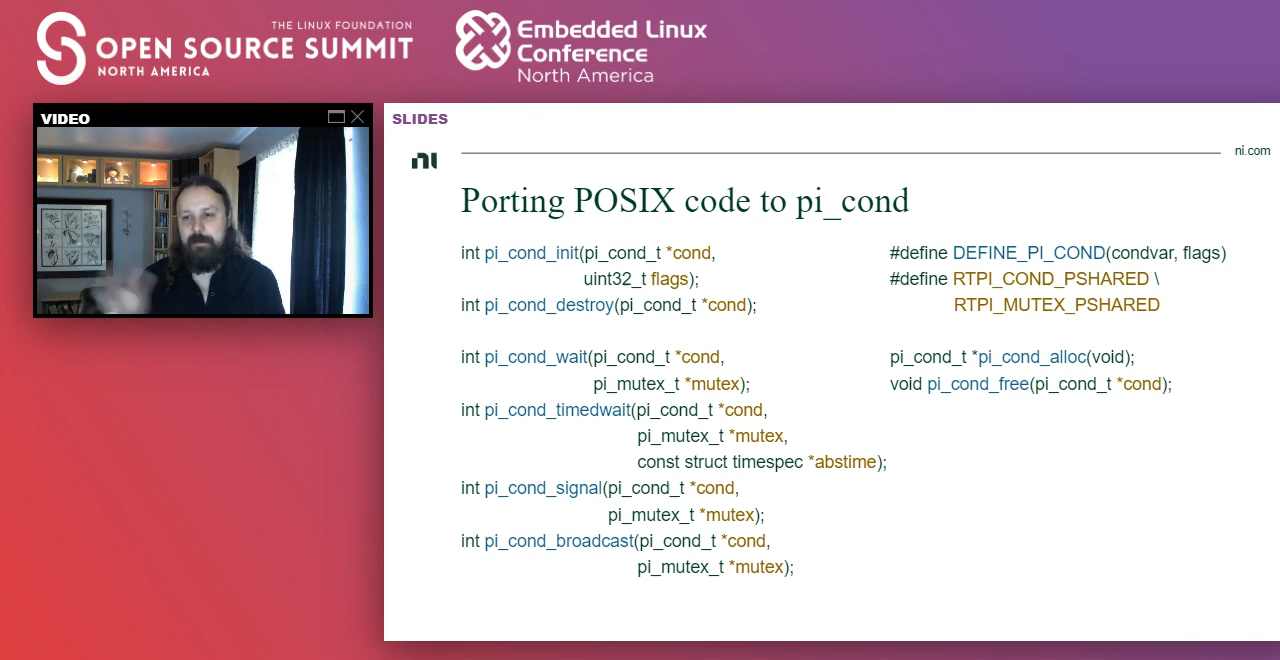 THE LINUX FOUNDATION
OPEN SOURCE SUMMIT
NORTH AMERICA
Embedded Linux
Conference
North America
VIDEO
SLIDES
ni
ni.com
Porting POSIX code to pi_cond
int pi_cond_init(pi_cond_t *cond,
uint32_t flags);
int pi_cond_destroy(pi_cond_t *cond);
int pi_cond_wait(pi_cond_t *cond,
pi_mutex_t *mutex);
int pi_cond_timedwait(pi_cond_t *cond,
pi_mutex_t *mutex,
const struct timespec *abstime);
int pi_cond_signal(pi_cond_t *cond,
pi_mutex_t *mutex);
int pi_cond_broadcast(pi_cond_t *cond,
pi_mutex_t *mutex);
#define DEFINE_PI_COND(condvar, flags)
#define RTPI_COND_PSHARED \
RTPI_MUTEX_PSHARED
pi_cond_t *pi_cond_alloc(void);
void pi_cond_free(pi_cond_t *cond);